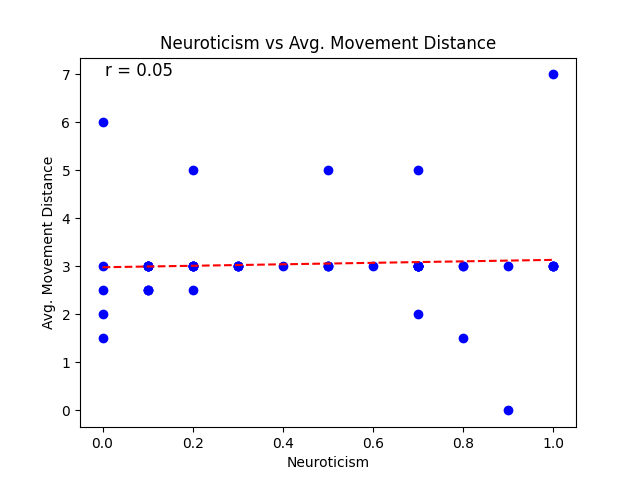 Neuroticism vs Avg. Movement Distance
r = 0.05
Avg. Movement Distance
7
6
5
4
3
2
1
0
0.0 0.2 0.4 0.6 0.8 1.0
Neuroticism